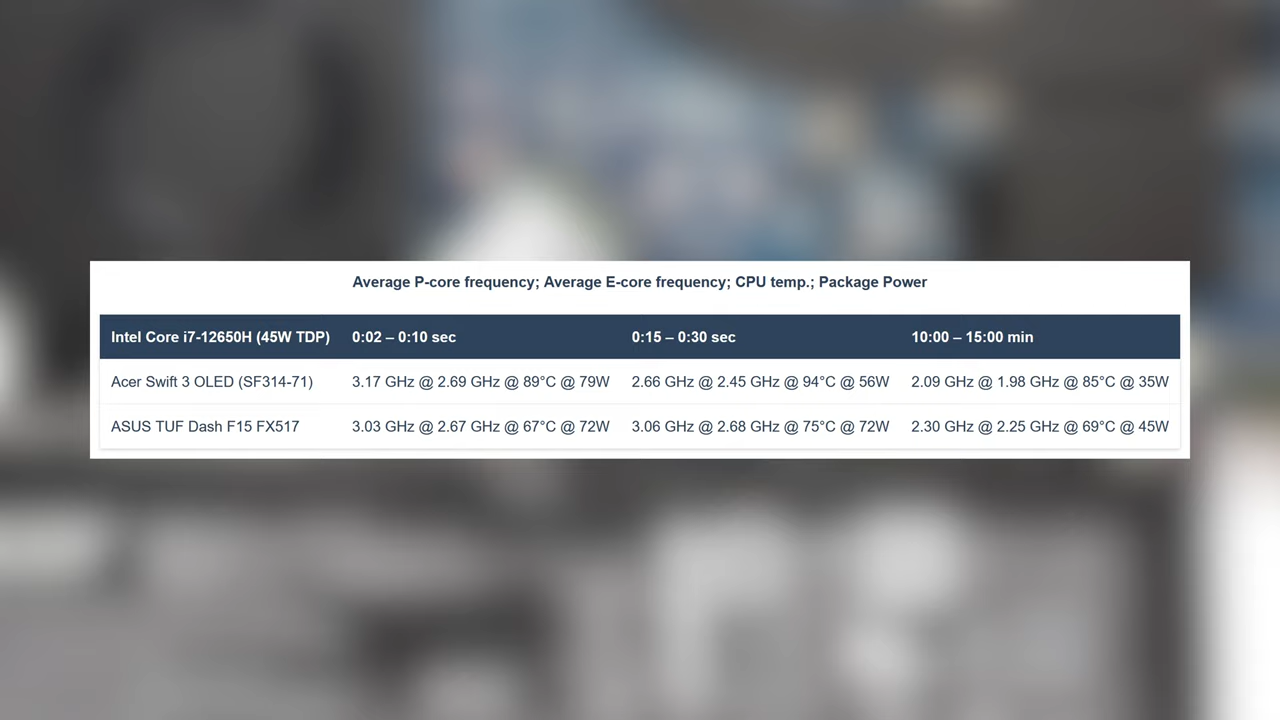 Average P-core frequency; Average E-core frequency; CPU temp.; Package Power
Intel Core i7-12650H (45W TDP) 0:02 – 0:10 sec 0:15 – 0:30 sec 10:00 – 15:00 min
Acer Swift 3 OLED (SF314-71) 3.17 GHz @ 2.69 GHz @ 89°C @ 79W 2.66 GHz @ 2.45 GHz @ 94°C @ 56W 2.09 GHz @ 1.98 GHz @ 85°C @ 35W
ASUS TUF Dash F15 FX517 3.03 GHz @ 2.67 GHz @ 67°C @ 72W 3.06 GHz @ 2.68 GHz @ 75°C @ 72W 2.30 GHz @ 2.25 GHz @ 69°C @ 45W